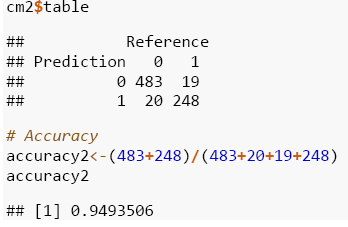 cm2$table
##           Reference
## Prediction   0   1
##          0 483  19
##          1  20 248
# Accuracy
accuracy2<-(483+248)/(483+20+19+248)
accuracy2
## [1] 0.9493506